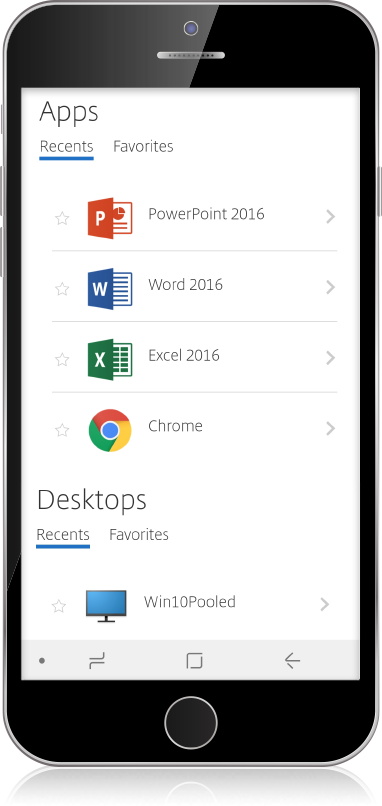 Apps
Recents Favorites
P PowerPoint 2016
W Word 2016
X Excel 2016
Chrome
Desktops
Recents Favorites
Win10Pooled